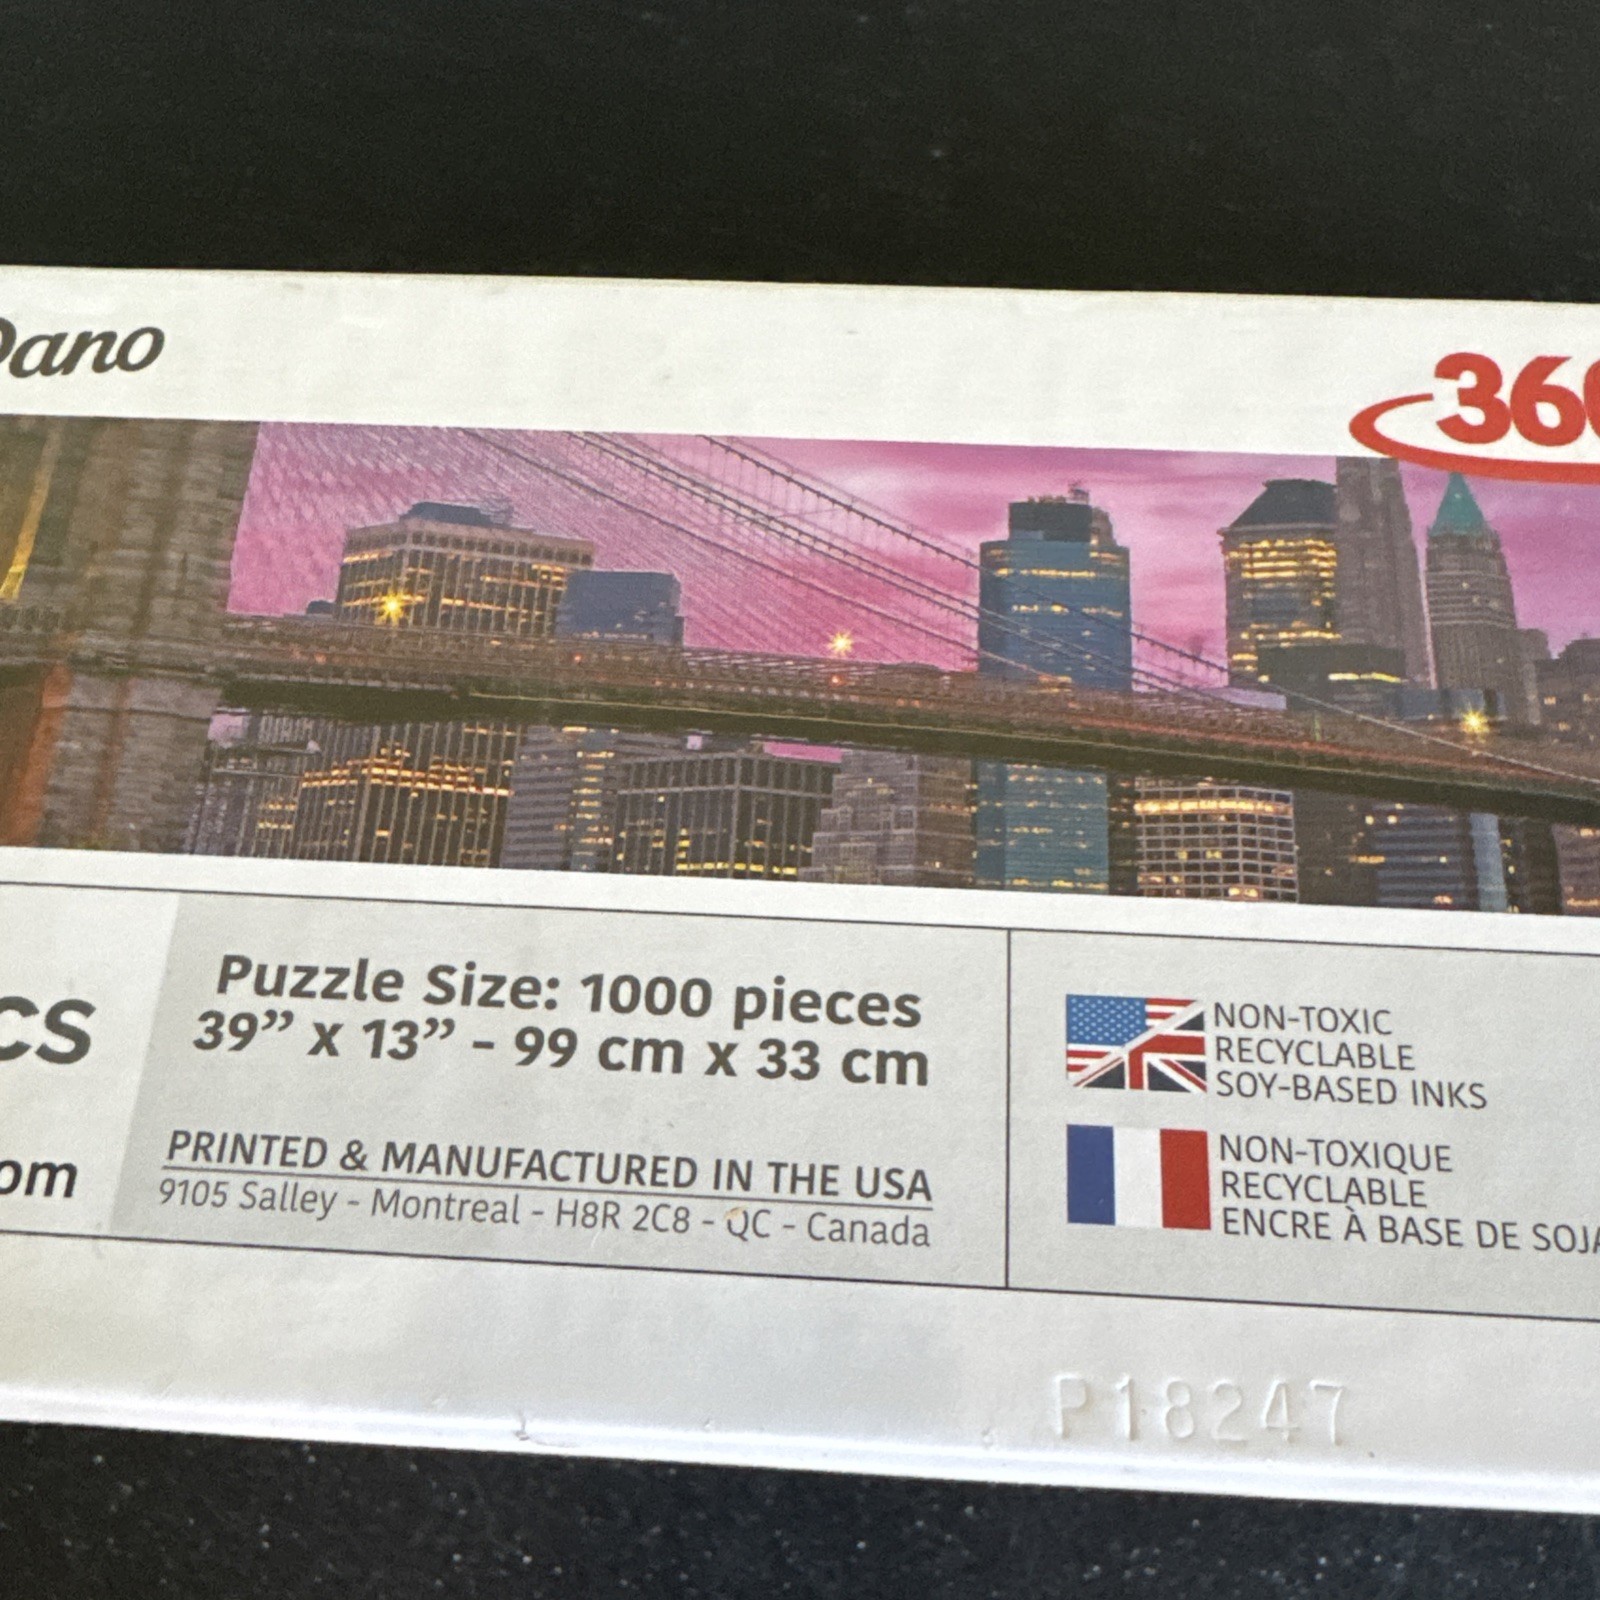 Dano
360
cs
Puzzle Size: 1000 pieces
39” x 13” – 99 cm x 33 cm
om
PRINTED & MANUFACTURED IN THE USA
9105 Salley - Montreal - H8R 2C8 - QC - Canada
NON-TOXIC
RECYCLABLE
SOY-BASED INKS
NON-TOXIQUE
RECYCLABLE
ENCRE À BASE DE SOJA
P18247